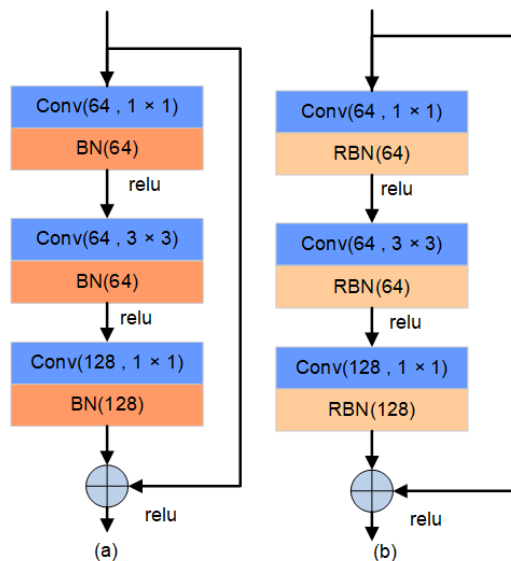 Conv(64 , 1 × 1)
BN(64)
relu
Conv(64 , 3 × 3)
BN(64)
relu
Conv(128 , 1 × 1)
BN(128)
relu
(a)
Conv(64 , 1 × 1)
RBN(64)
relu
Conv(64 , 3 × 3)
RBN(64)
relu
Conv(128 , 1 × 1)
RBN(128)
relu
(b)